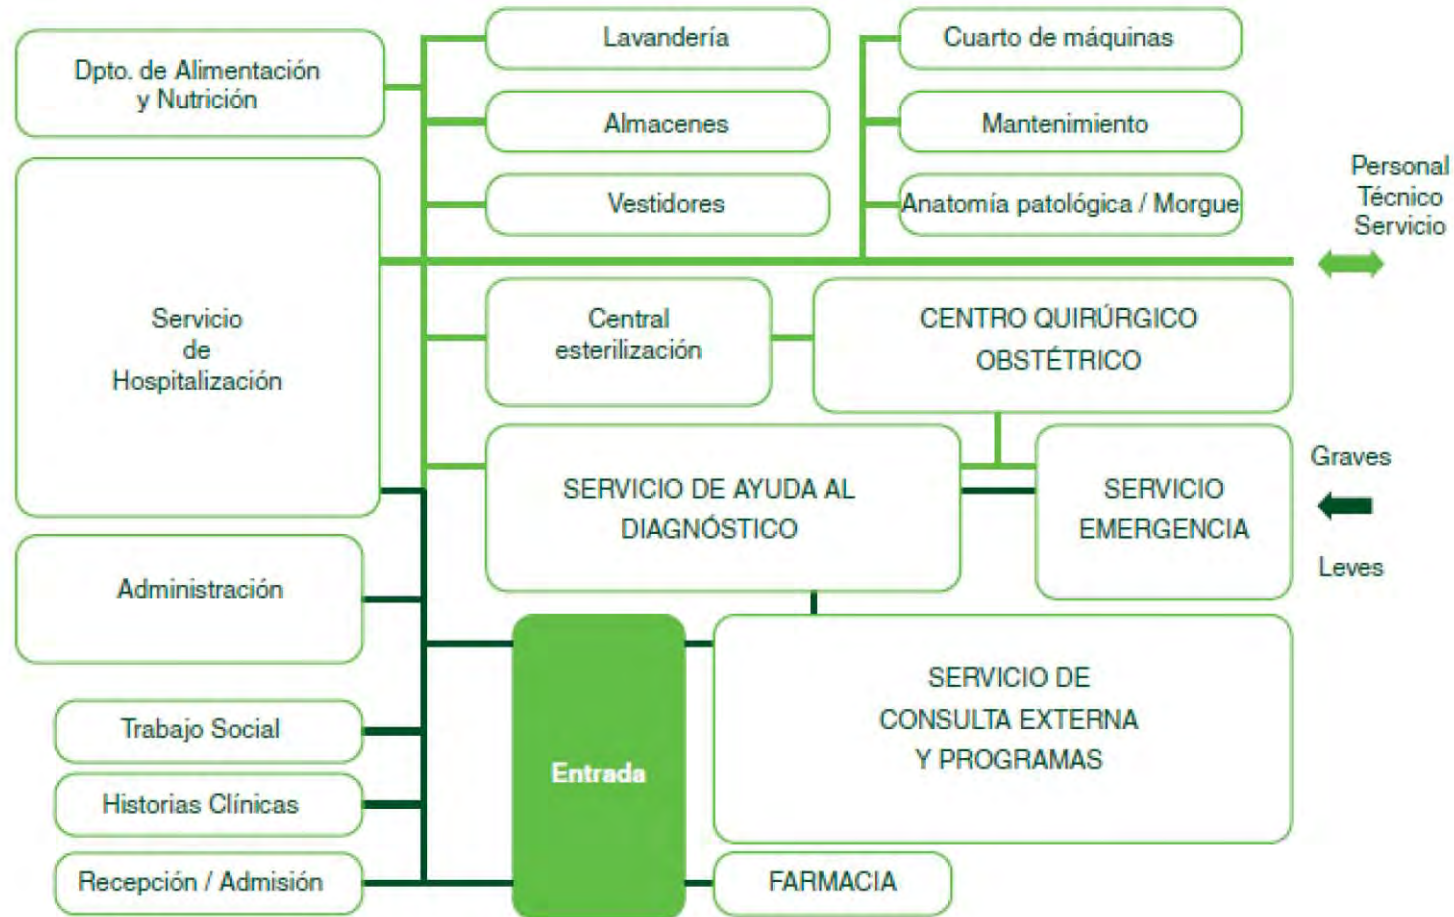 Dpto. de Alimentación
y Nutrición
Lavandería
Cuarto de máquinas
Almacenes
Mantenimiento
Vestidores
Anatomía patológica / Morgue
Personal
Técnico
Servicio
Servicio
de
Hospitalización
Central
esterilización
CENTRO QUIRÚRGICO
OBSTÉTRICO
SERVICIO DE AYUDA AL
DIAGNÓSTICO
SERVICIO
EMERGENCIA
Graves
Leves
Administración
Trabajo Social
Historias Clínicas
Recepción / Admisión
Entrada
SERVICIO DE
CONSULTA EXTERNA
Y PROGRAMAS
FARMACIA